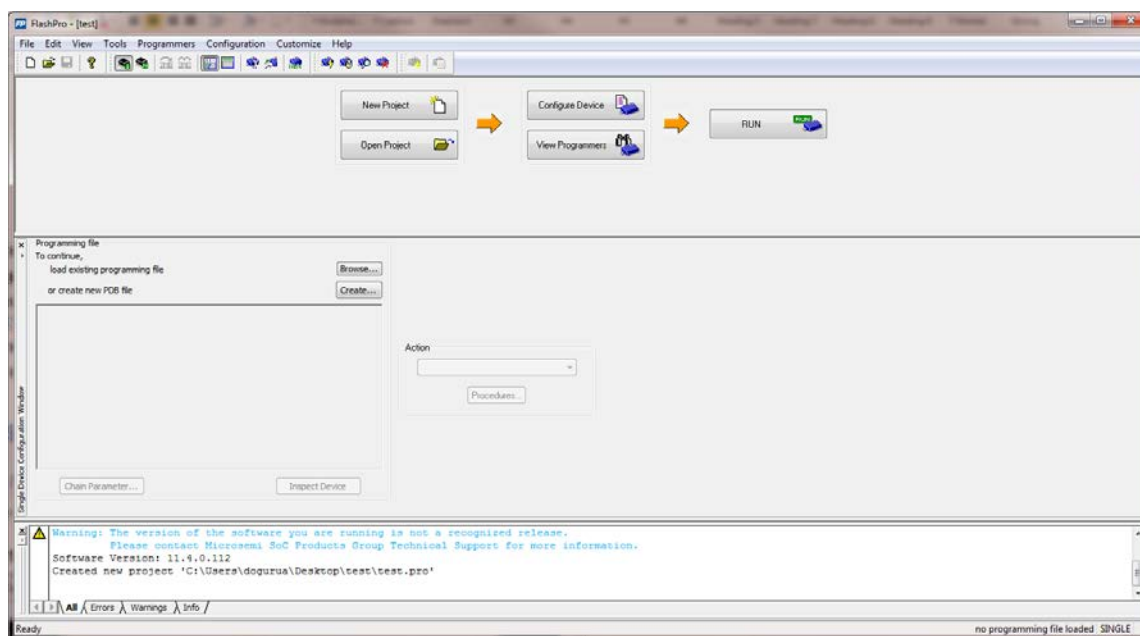 FlashPro - [test]
File Edit View Tools Programmers Configuration Customize Help
New Project
Configure Device
RUN
Open Project
View Programmers
Programming file
To continue,
load existing programming file
Browse...
or create new PDB file
Create...
Action
Procedures...
Chain Parameter...
Inspect Device
Single Device Configuration Window
Warning: The version of the software you are running is not a recognized release.
Please contact Microsemi SoC Products Group Technical Support for more information.
Software Version: 11.4.0.112
Created new project 'C:\Users\dogurua\Desktop\test\test.pro'
All Errors Warnings Info
Ready
no programming file loaded SINGLE